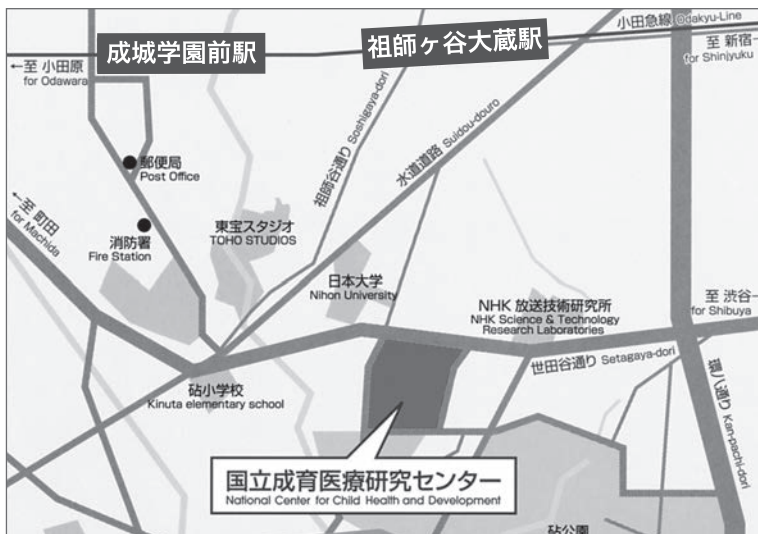 成城学園前駅
祖師ヶ谷大蔵駅
小田急線 Odakyu-Line
至 新宿→
for Shinjyuku
←至 小田原
for Odawara
祖師谷通り Soshigaya-dori
水道道路 Suidou-douro
郵便局
Post Office
←至 町田
for Machida
消防署
Fire Station
東宝スタジオ
TOHO STUDIOS
日本大学
Nihon University
NHK 放送技術研究所
NHK Science & Technology
Research Laboratories
至 渋谷→
for Shibuya
世田谷通り Setagaya-dori
環八通り Kan-pachi-dori
砧小学校
Kinuta elementary school
国立成育医療研究センター
National Center for Child Health and Development
砧公園